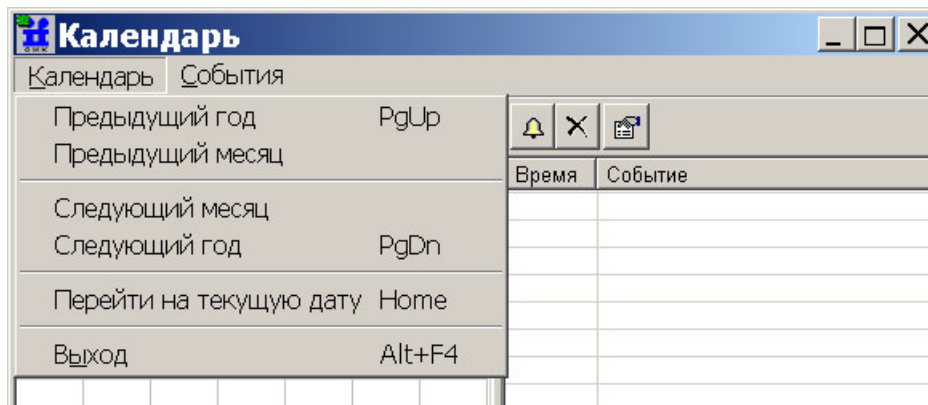 Календарь
Календарь События
Предыдущий год PgUp
Предыдущий месяц
Следующий месяц
Следующий год PgDn
Перейти на текущую дату Home
Выход Alt+F4
Время Событие